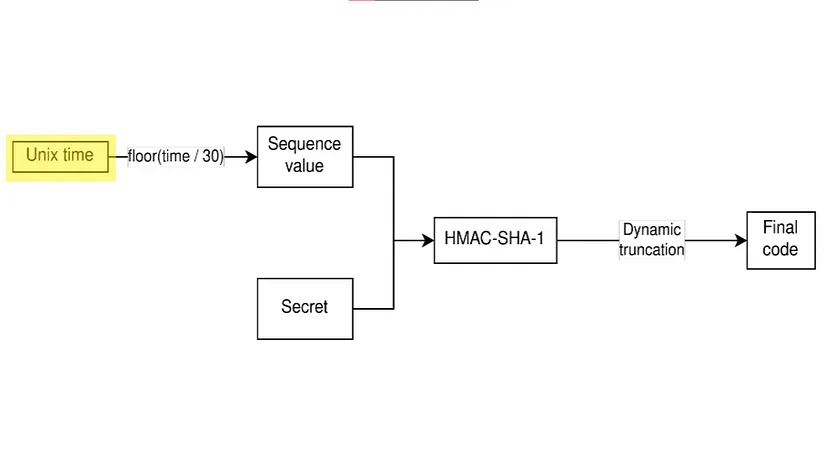 Unix time
floor(time / 30)
Sequence
value
Secret
HMAC-SHA-1
Dynamic
truncation
Final
code